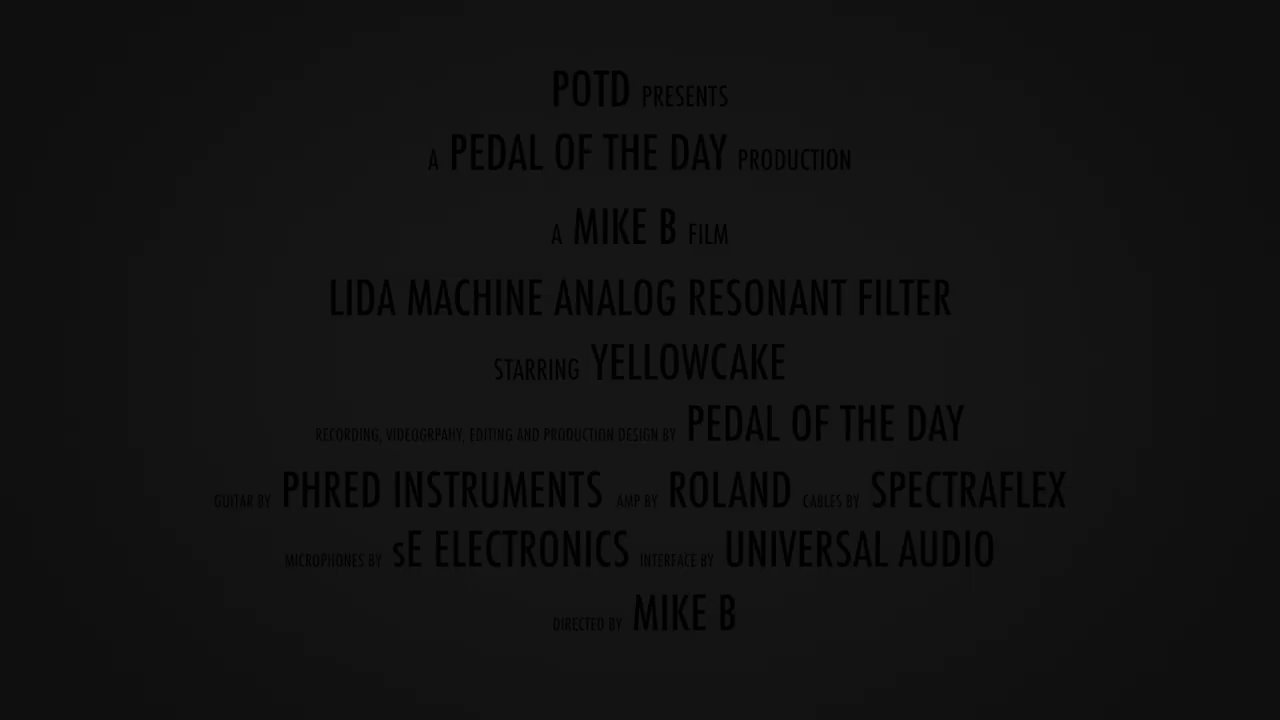 POTD PRESENTS
A PEDAL OF THE DAY PRODUCTION
A MIKE B FILM
LIDA MACHINE ANALOG RESONANT FILTER
STARRING YELLOWCAKE
RECORDING, VIDEOGRPAHY, EDITING AND PRODUCTION DESIGN BY PEDAL OF THE DAY
GUITAR BY PHRED INSTRUMENTS AMP BY ROLAND CABLES BY SPECTRAFLEX
MICROPHONES BY sE ELECTRONICS INTERFACE BY UNIVERSAL AUDIO
DIRECTED BY MIKE B